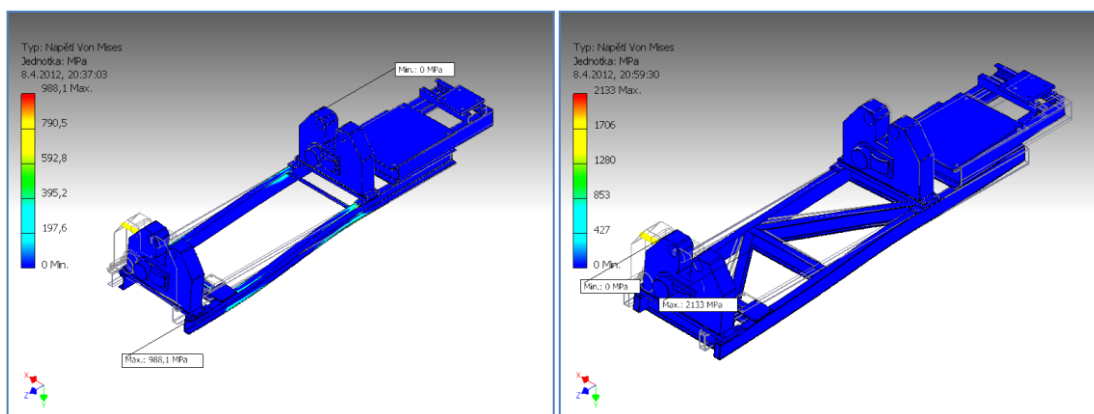 Typ: Napětí Von Mises
Jednotka: MPa
8.4.2012, 20:37:03
988,1 Max.
790,5
592,8
395,2
197,6
0 Min.
Min.: 0 MPa
Max.: 988,1 MPa
X
Z
Y
Typ: Napětí Von Mises
Jednotka: MPa
8.4.2012, 20:59:30
2133 Max.
1706
1280
853
427
0 Min.
Min.: 0 MPa
Max.: 2133 MPa
X
Z
Y